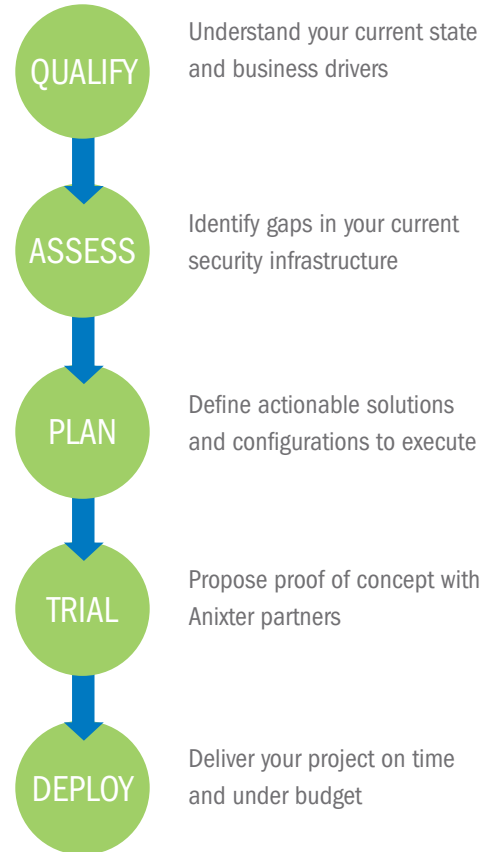 QUALIFY
Understand your current state
and business drivers
ASSESS
Identify gaps in your current
security infrastructure
PLAN
Define actionable solutions
and configurations to execute
TRIAL
Propose proof of concept with
Anixter partners
DEPLOY
Deliver your project on time
and under budget